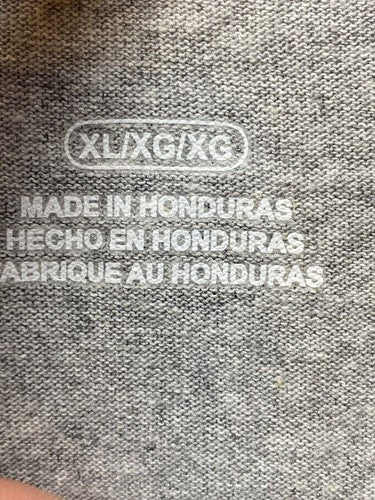 XL/XG/XG
MADE IN HONDURAS
HECHO EN HONDURAS
ABRIQUE AU HONDURAS